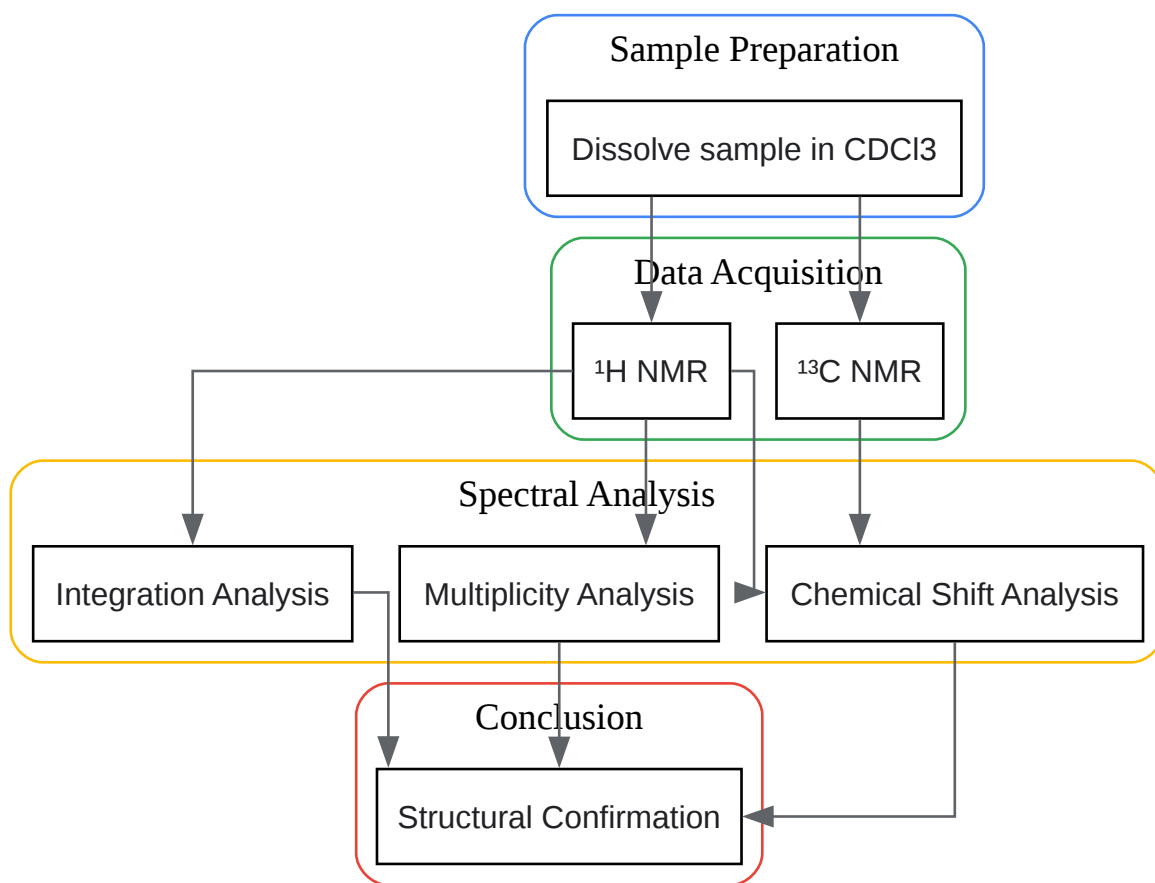 Sample Preparation
Dissolve sample in CDCl3
Data Acquisition
¹H NMR
¹³C NMR
Spectral Analysis
Integration Analysis
Multiplicity Analysis
Chemical Shift Analysis
Conclusion
Structural Confirmation